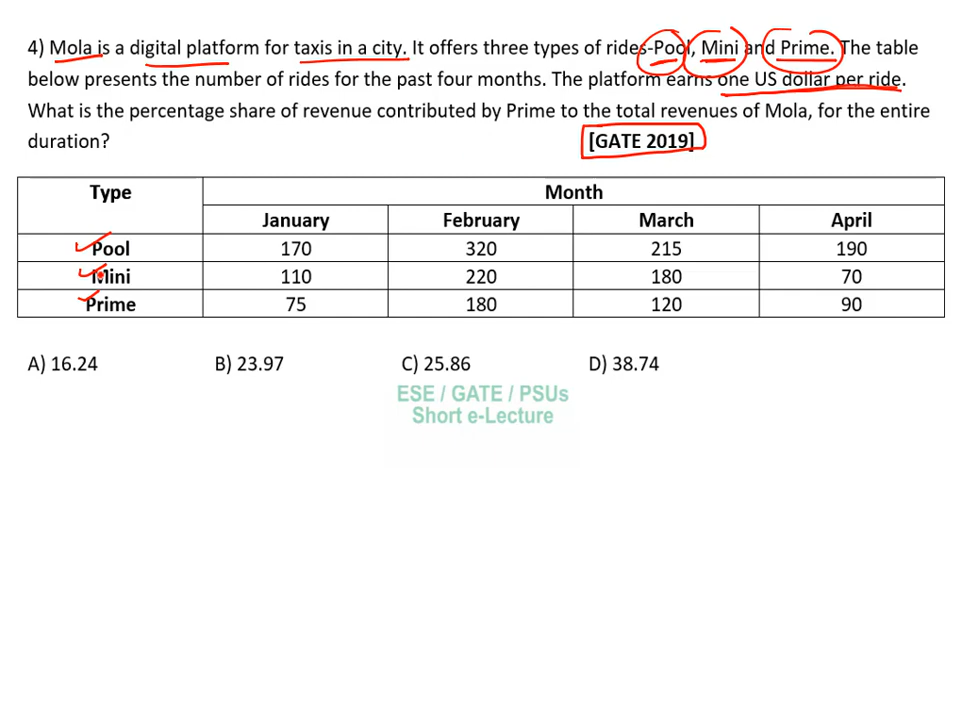 4) Mola is a digital platform for taxis in a city. It offers three types of rides-Pool, Mini and Prime. The table
below presents the number of rides for the past four months. The platform earns one US dollar per ride.
What is the percentage share of revenue contributed by Prime to the total revenues of Mola, for the entire
duration? [GATE 2019]
Type Month
January February March April
Pool 170 320 215 190
Mini 110 220 180 70
Prime 75 180 120 90
A) 16.24 B) 23.97 C) 25.86 D) 38.74
ESE / GATE / PSUs
Short e-Lecture